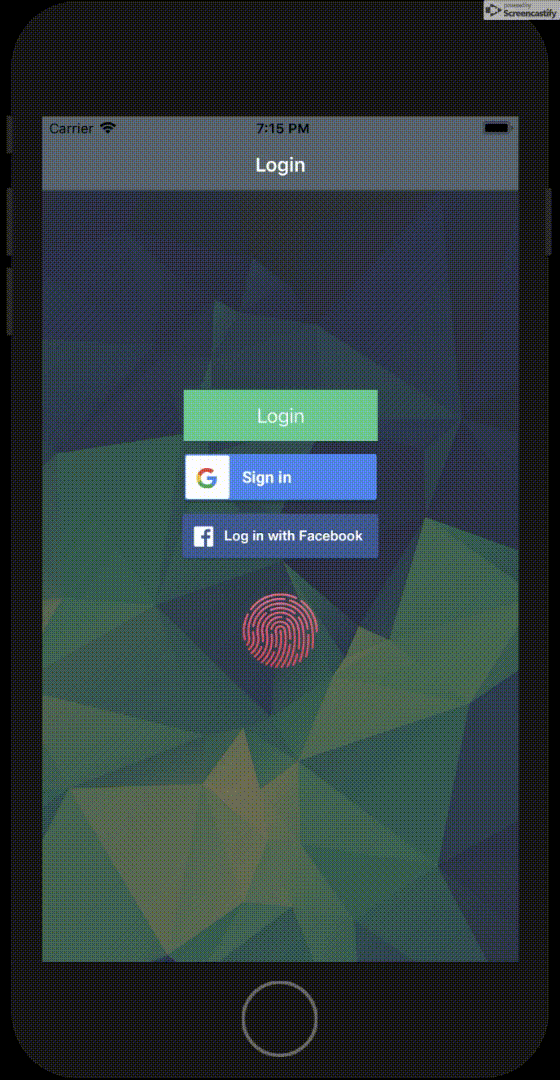 powered by
Screencastify
Carrier
7:15 PM
Login
Login
G
Sign in
f
Log in with Facebook